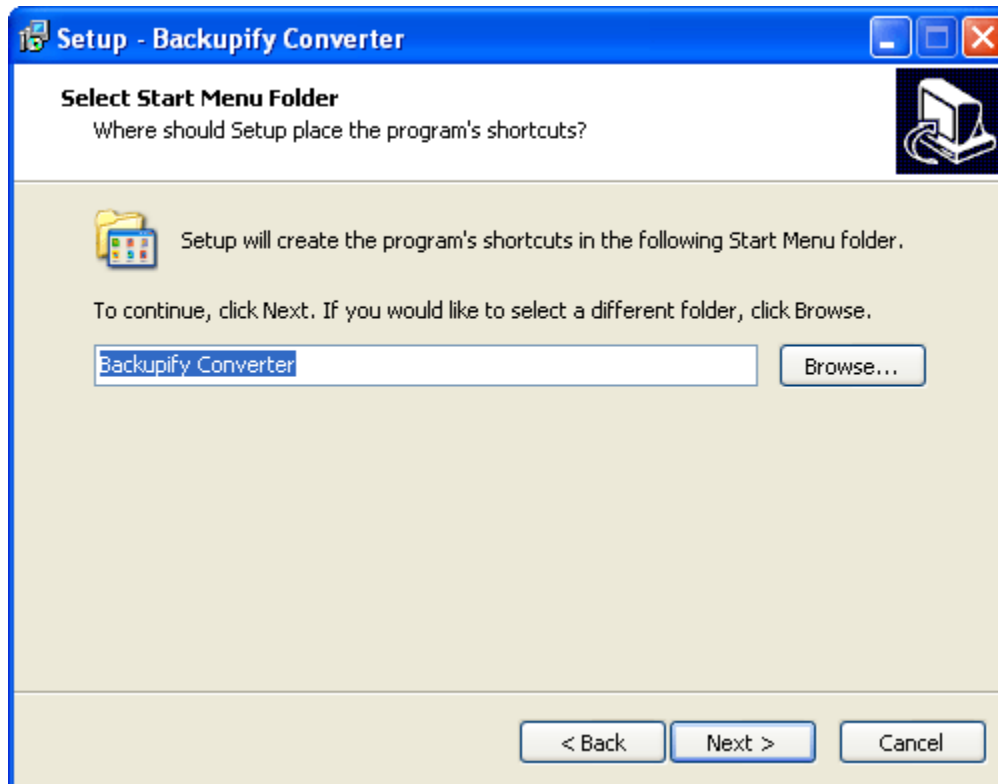 Setup - Backupify Converter
Select Start Menu Folder
Where should Setup place the program's shortcuts?
Setup will create the program's shortcuts in the following Start Menu folder.
To continue, click Next. If you would like to select a different folder, click Browse.
Backupify Converter
Browse...
< Back
Next >
Cancel